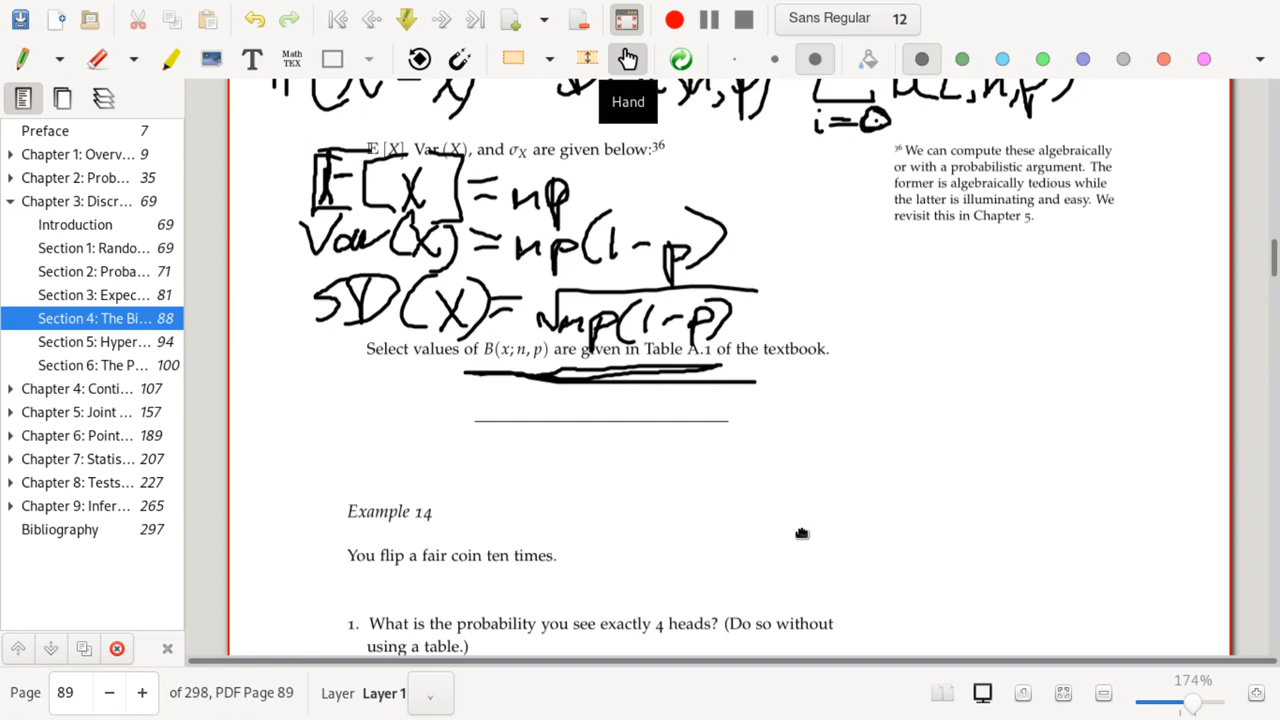 Sans Regular 12
Math
TEX
Hand
Preface 7
Chapter 1: Overv... 9
Chapter 2: Prob... 35
Chapter 3: Discr... 69
Introduction 69
Section 1: Rando... 69
Section 2: Proba... 71
Section 3: Expec... 81
Section 4: The Bi... 88
Section 5: Hyper... 94
Section 6: The P... 100
Chapter 4: Conti... 107
Chapter 5: Joint ... 157
Chapter 6: Point... 189
Chapter 7: Statis... 207
Chapter 8: Tests... 227
Chapter 9: Infer... 265
Bibliography 297
i=0
𝔼[X], Var(X), and σ_X are given below:³⁶
E[X] = np
Var(X) = np(1-p)
SD(X) = √np(1-p)
Select values of B(x; n, p) are given in Table A.1 of the textbook.
³⁶ We can compute these algebraically
or with a probabilistic argument. The
former is algebraically tedious while
the latter is illuminating and easy. We
revisit this in Chapter 5.
Example 14
You flip a fair coin ten times.
1. What is the probability you see exactly 4 heads? (Do so without
using a table.)
Page 89 of 298, PDF Page 89
Layer Layer 1
174%